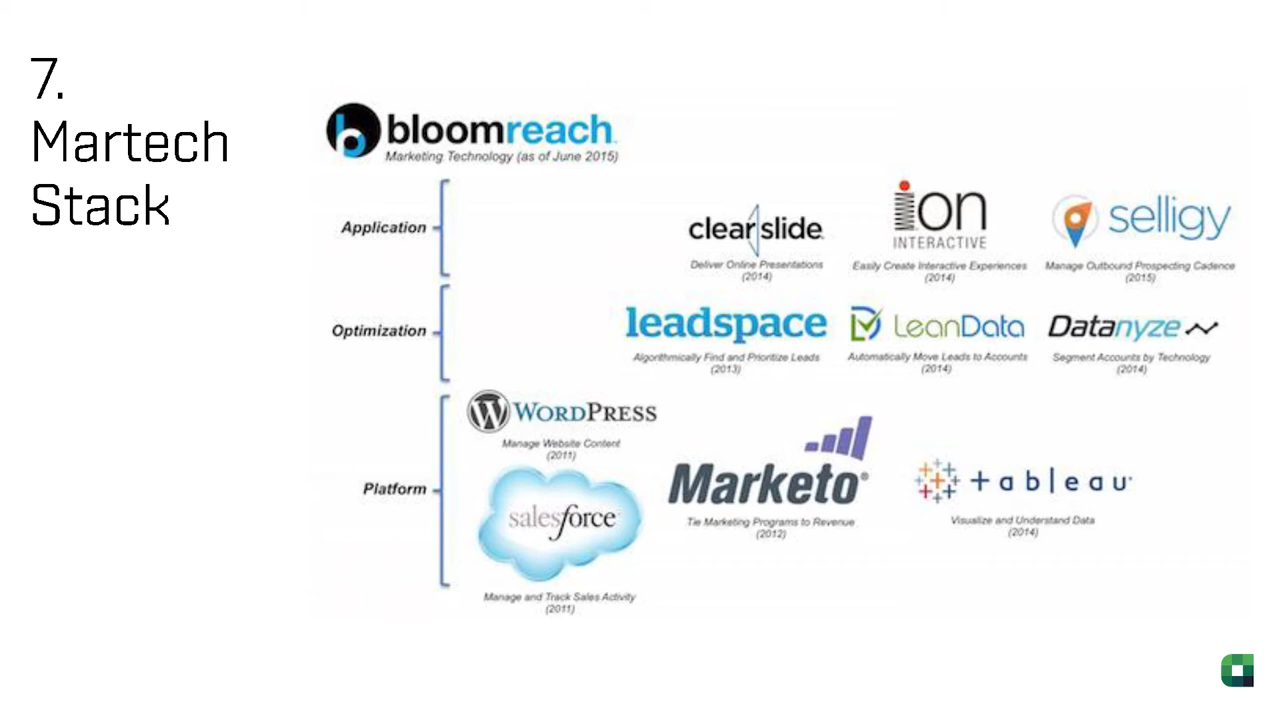 7.
Martech
Stack
bloomreach
Marketing Technology (as of June 2015)
Application
clearslide
Deliver Online Presentations
(2014)
ion
INTERACTIVE
Easily Create Interactive Experiences
(2014)
selligy
Manage Outbound Prospecting Cadence
(2015)
Optimization
leadspace
Algorithmically Find and Prioritize Leads
(2013)
LeanData
Automatically Move Leads to Accounts
(2014)
Datanyze
Segment Accounts by Technology
(2014)
Platform
WORDPRESS
Manage Website Content
(2011)
salesforce
Manage and Track Sales Activity
(2011)
Marketo®
Tie Marketing Programs to Revenue
(2012)
+ableau
Visualize and Understand Data
(2014)